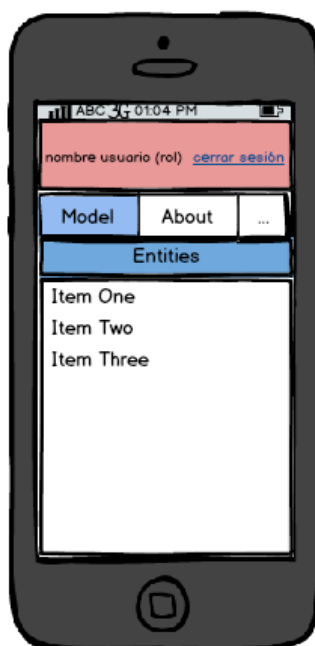 ABC 3G 01:04 PM
nombre usuario (rol) cerrar sesión
Model About ...
Entities
Item One
Item Two
Item Three